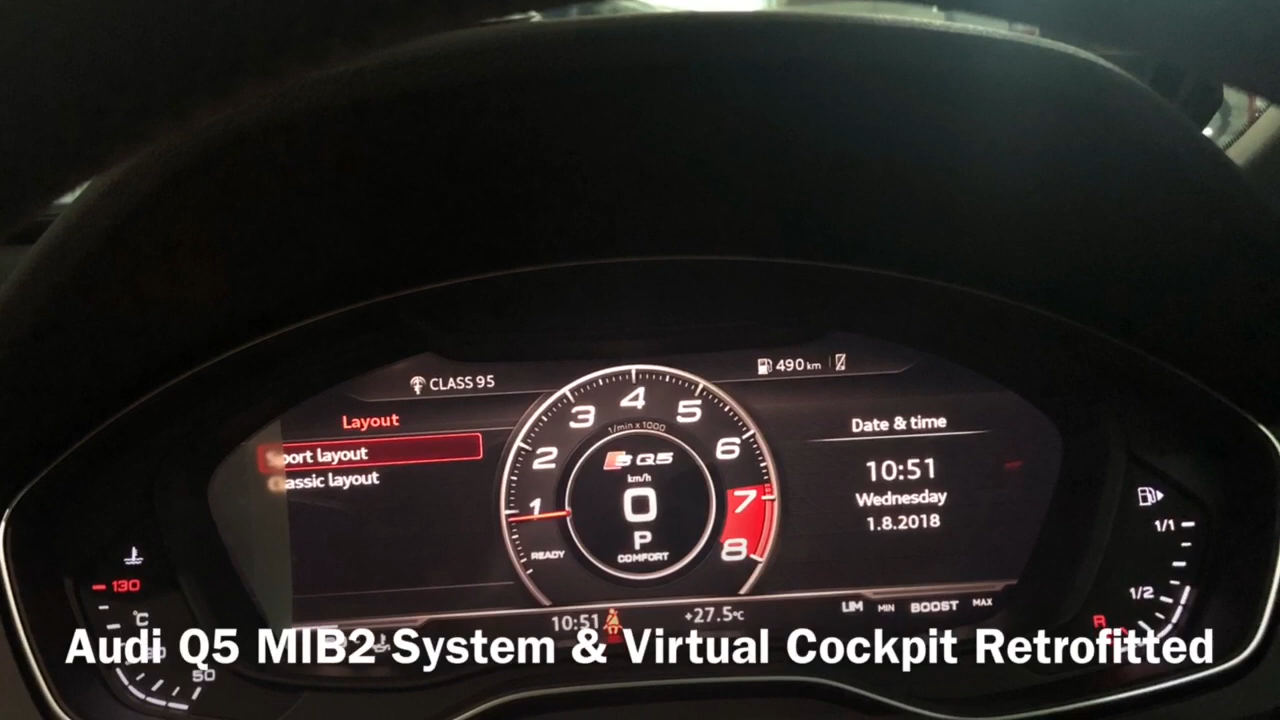 490 km
CLASS 95
Layout
Sport layout
Classic layout
1 2 3 4 5 6 7 8
1/min x 1000
SQ5
km/h
0
P
COMFORT
READY
Date & time
10:51
Wednesday
1.8.2018
10:51
+27.5°C
LIM MIN BOOST MAX
130
°C
50
1/1
1/2
R
Audi Q5 MIB2 System & Virtual Cockpit Retrofitted